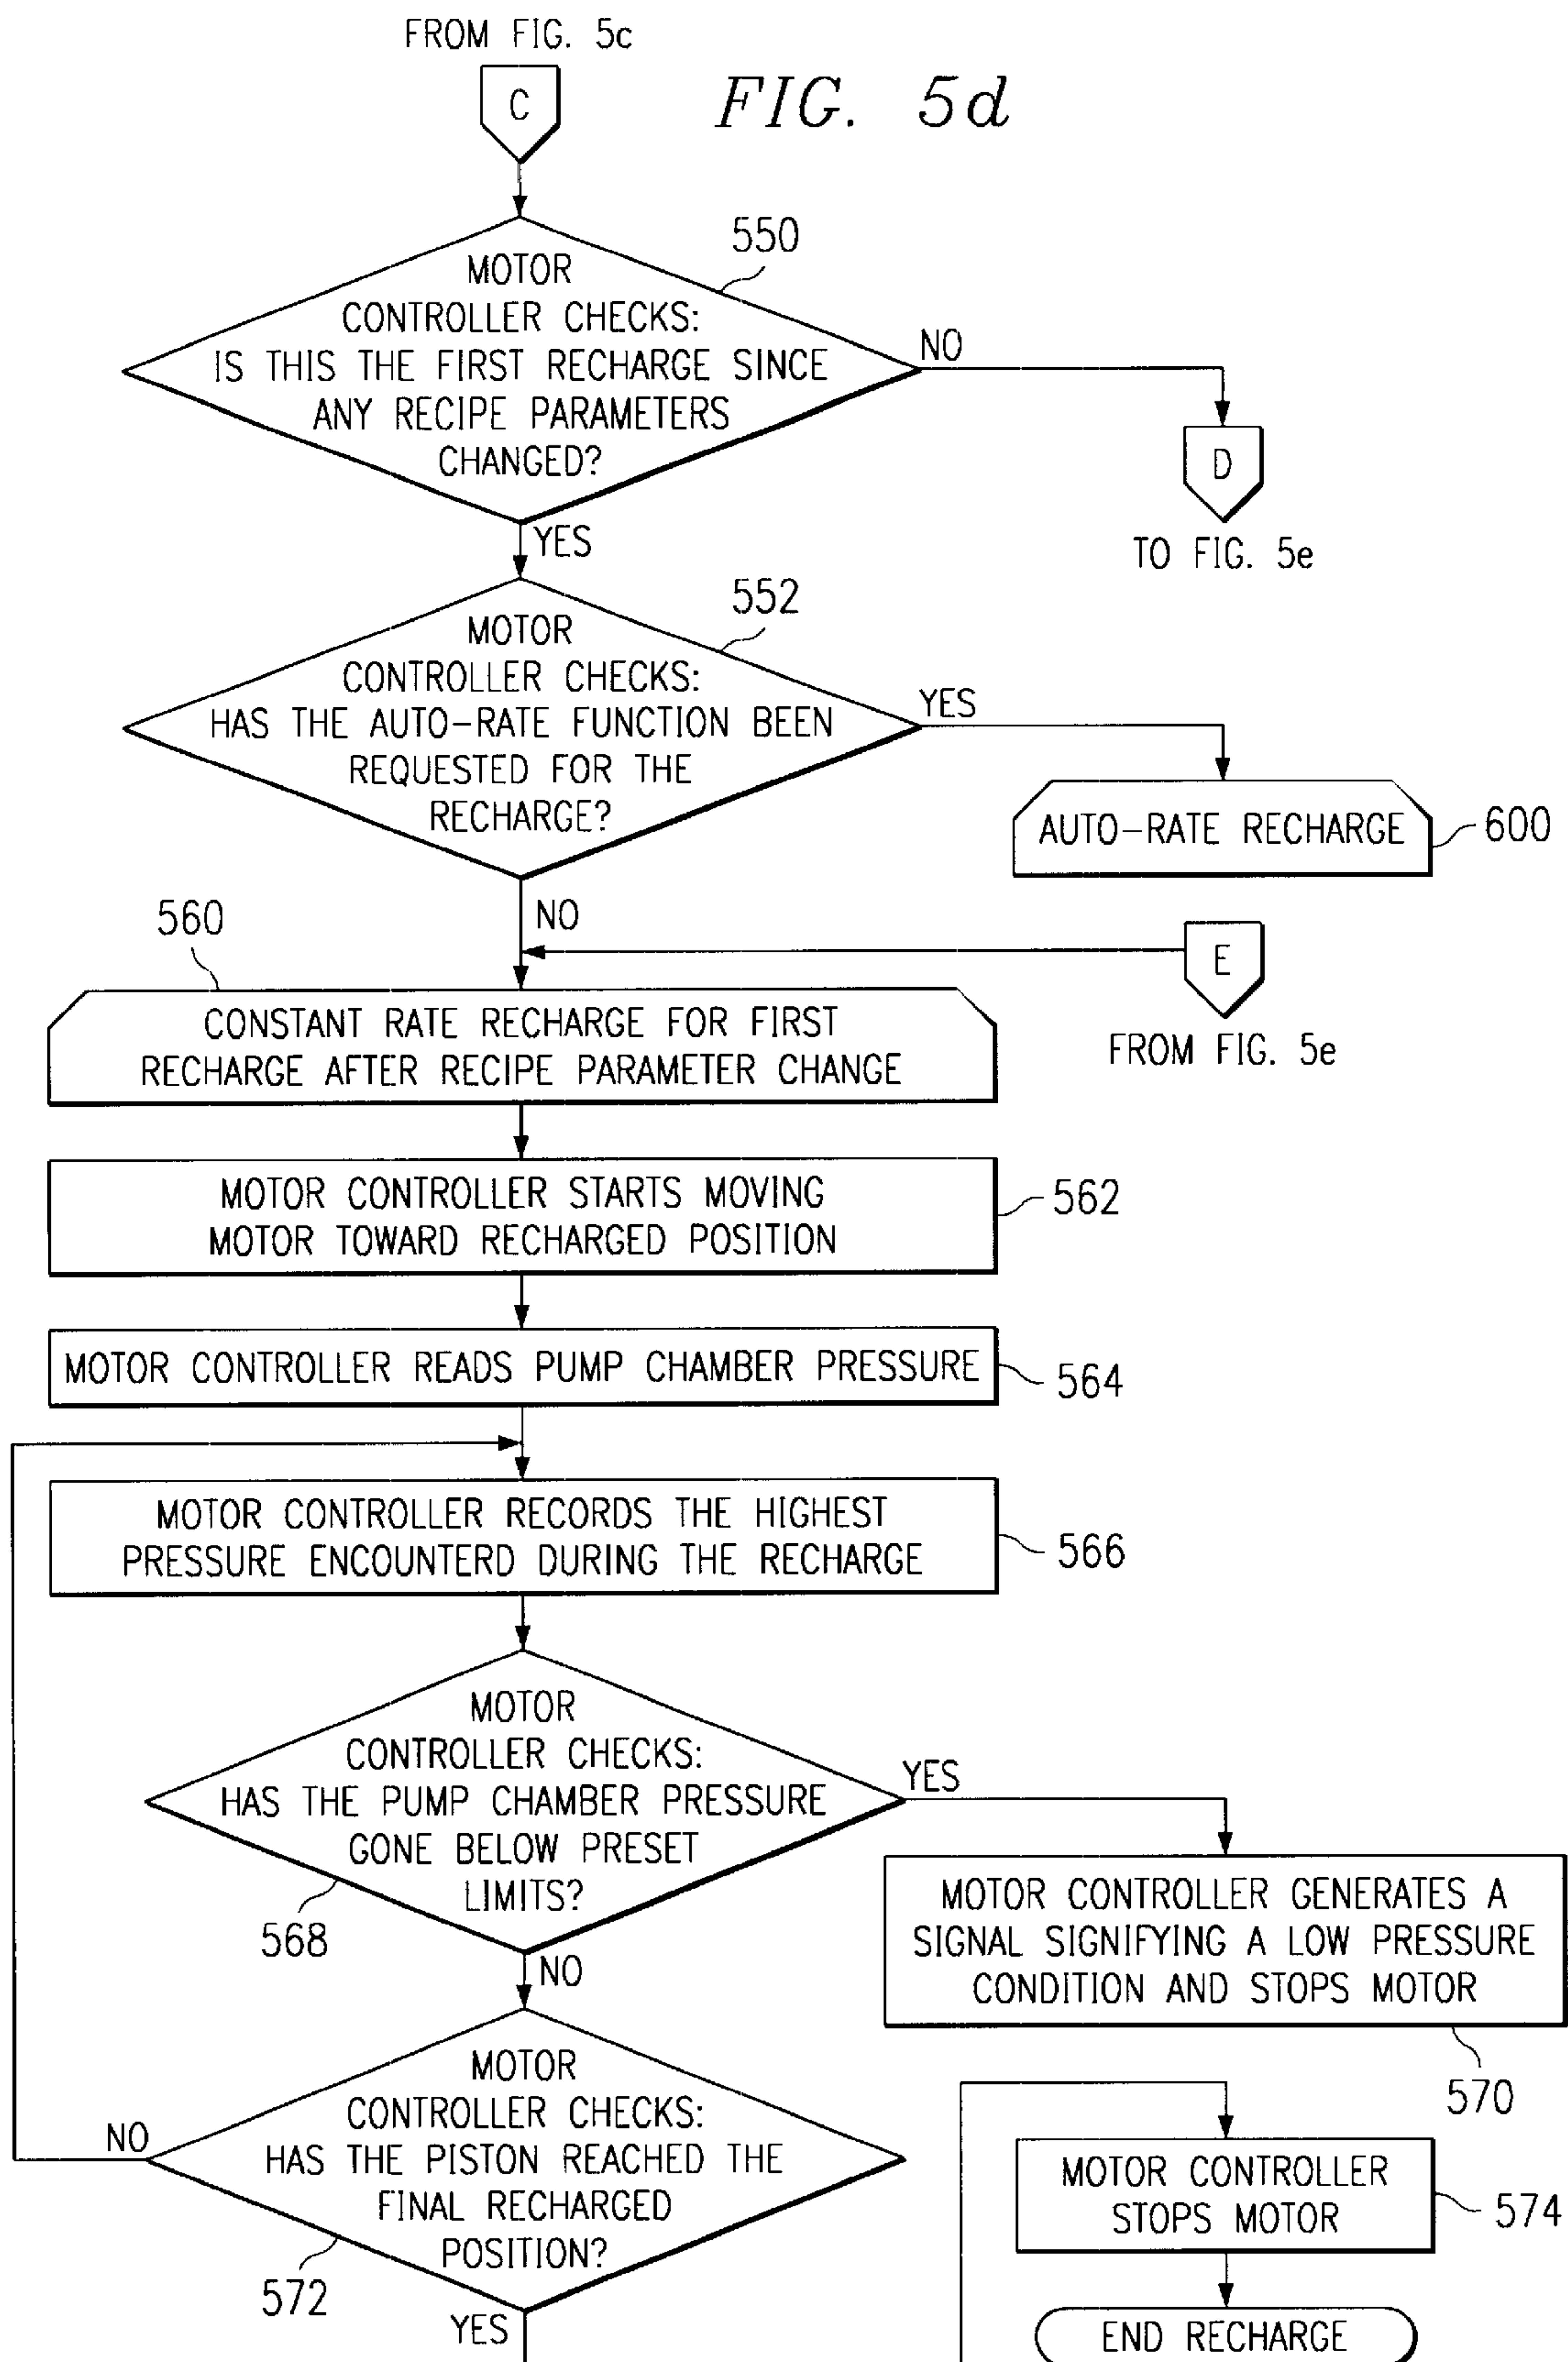 FROM FIG. 5c
C
FIG. 5d
550
MOTOR
CONTROLLER CHECKS:
IS THIS THE FIRST RECHARGE SINCE
ANY RECIPE PARAMETERS
CHANGED?
NO
D
TO FIG. 5e
YES
552
MOTOR
CONTROLLER CHECKS:
HAS THE AUTO-RATE FUNCTION BEEN
REQUESTED FOR THE
RECHARGE?
YES
AUTO-RATE RECHARGE
600
NO
E
FROM FIG. 5e
560
CONSTANT RATE RECHARGE FOR FIRST
RECHARGE AFTER RECIPE PARAMETER CHANGE
MOTOR CONTROLLER STARTS MOVING
MOTOR TOWARD RECHARGED POSITION
562
MOTOR CONTROLLER READS PUMP CHAMBER PRESSURE
564
MOTOR CONTROLLER RECORDS THE HIGHEST
PRESSURE ENCOUNTERD DURING THE RECHARGE
566
MOTOR
CONTROLLER CHECKS:
HAS THE PUMP CHAMBER PRESSURE
GONE BELOW PRESET
LIMITS?
568
YES
MOTOR CONTROLLER GENERATES A
SIGNAL SIGNIFYING A LOW PRESSURE
CONDITION AND STOPS MOTOR
570
NO
MOTOR
CONTROLLER CHECKS:
HAS THE PISTON REACHED THE
FINAL RECHARGED
POSITION?
572
NO
YES
MOTOR CONTROLLER
STOPS MOTOR
574
END RECHARGE